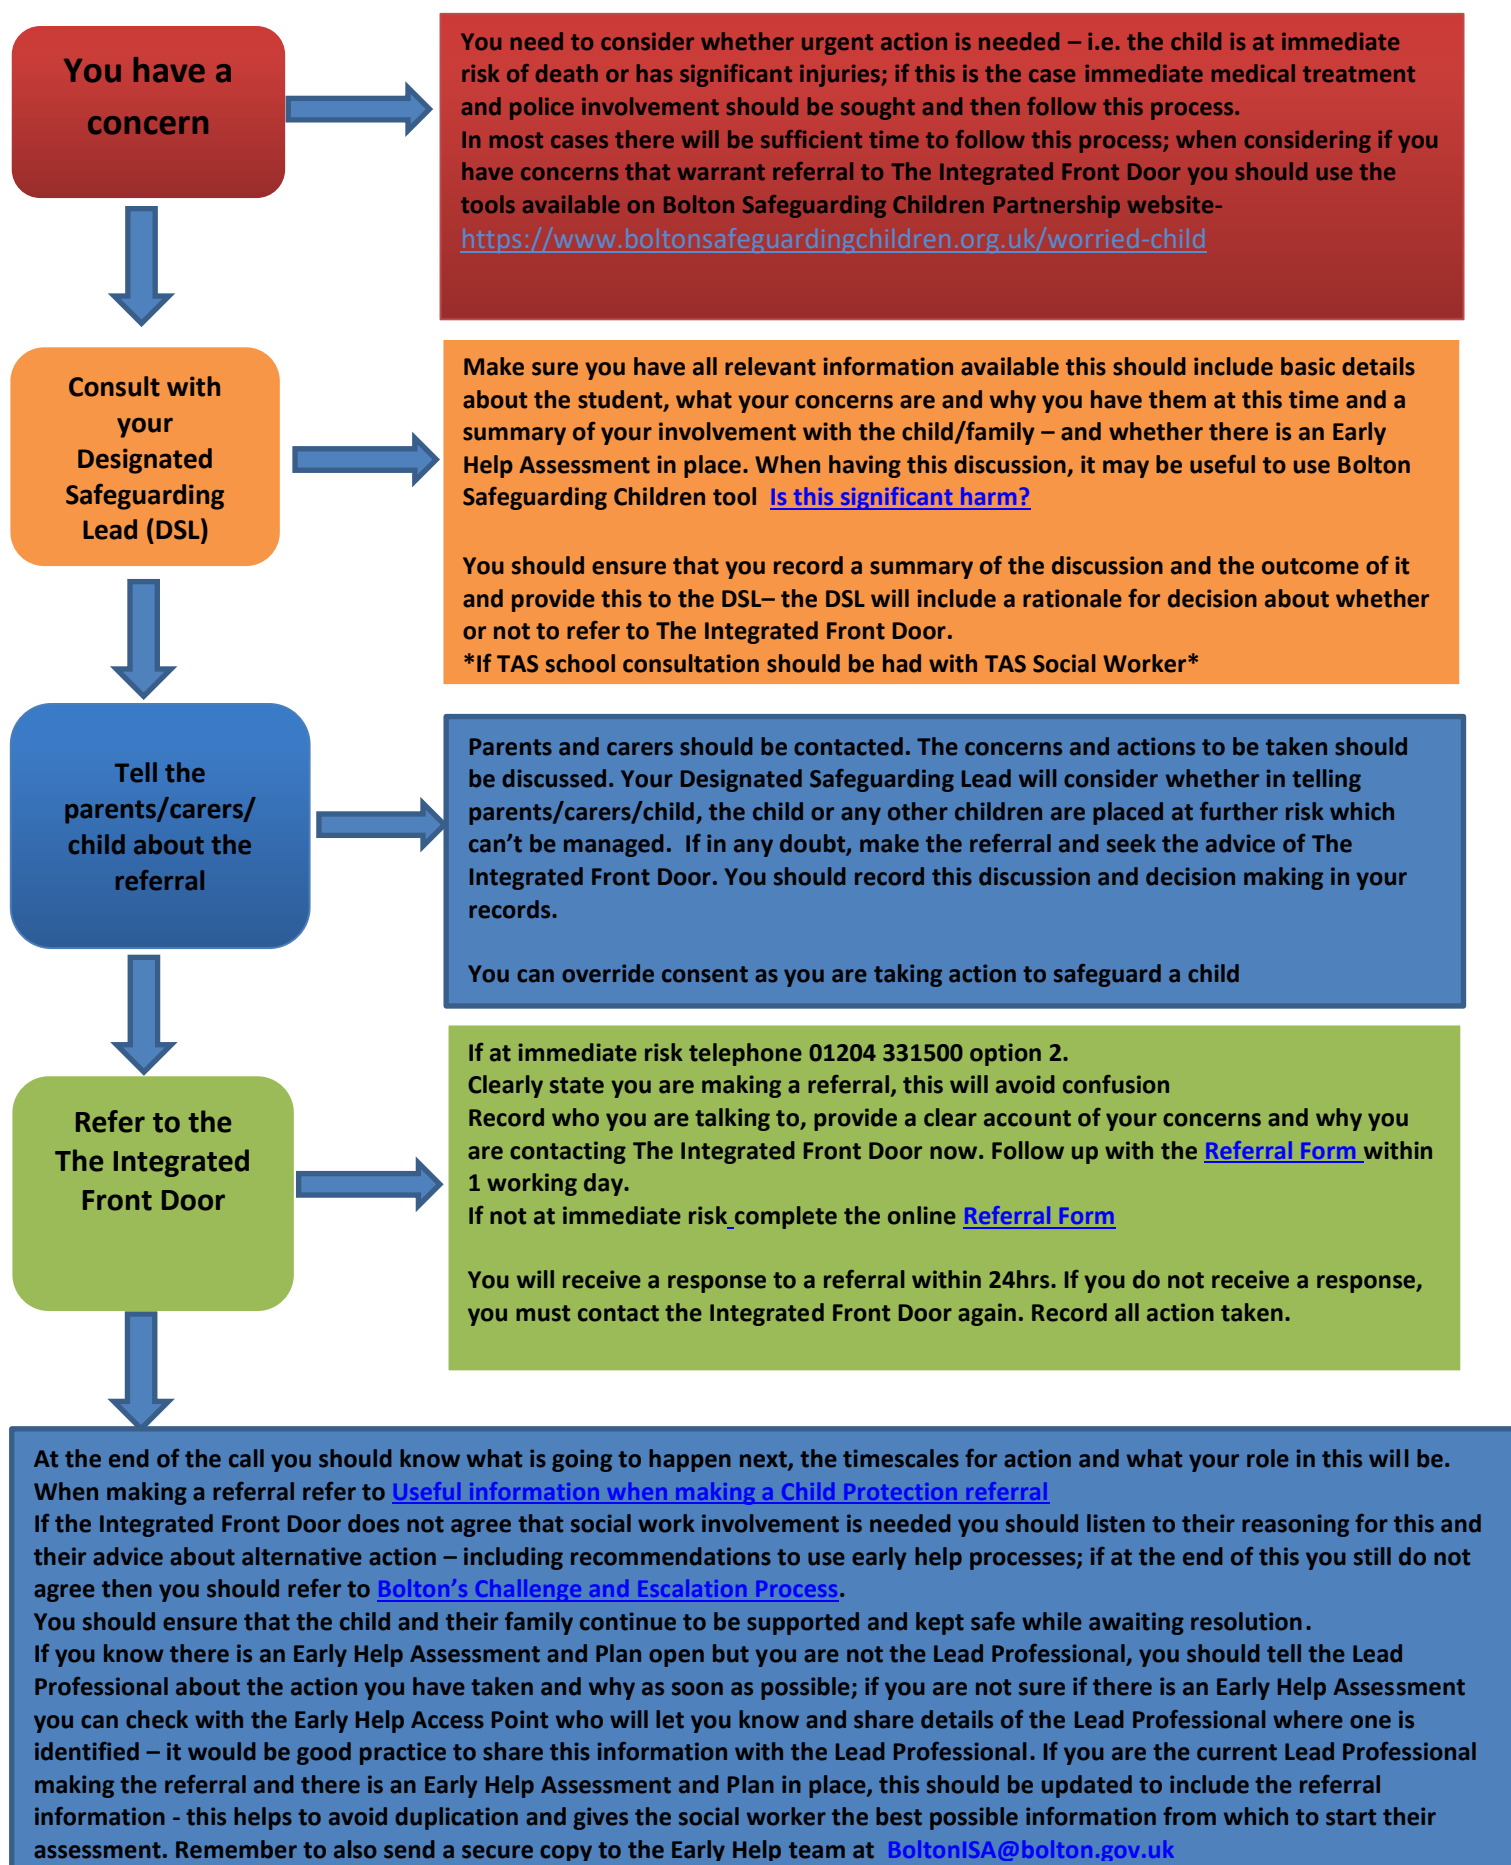 You have a
concern
You need to consider whether urgent action is needed – i.e. the child is at immediate
risk of death or has significant injuries; if this is the case immediate medical treatment
and police involvement should be sought and then follow this process.
In most cases there will be sufficient time to follow this process; when considering if you
have concerns that warrant referral to The Integrated Front Door you should use the
tools available on Bolton Safeguarding Children Partnership website-
https://www.boltonsafeguardingchildren.org.uk/worried-child
Consult with
your
Designated
Safeguarding
Lead (DSL)
Make sure you have all relevant information available this should include basic details
about the student, what your concerns are and why you have them at this time and a
summary of your involvement with the child/family – and whether there is an Early
Help Assessment in place. When having this discussion, it may be useful to use Bolton
Safeguarding Children tool Is this significant harm?
You should ensure that you record a summary of the discussion and the outcome of it
and provide this to the DSL– the DSL will include a rationale for decision about whether
or not to refer to The Integrated Front Door.
*If TAS school consultation should be had with TAS Social Worker*
Tell the
parents/carers/
child about the
referral
Parents and carers should be contacted. The concerns and actions to be taken should
be discussed. Your Designated Safeguarding Lead will consider whether in telling
parents/carers/child, the child or any other children are placed at further risk which
can't be managed. If in any doubt, make the referral and seek the advice of The
Integrated Front Door. You should record this discussion and decision making in your
records.
You can override consent as you are taking action to safeguard a child
Refer to the
The Integrated
Front Door
If at immediate risk telephone 01204 331500 option 2.
Clearly state you are making a referral, this will avoid confusion
Record who you are talking to, provide a clear account of your concerns and why you
are contacting The Integrated Front Door now. Follow up with the Referral Form within
1 working day.
If not at immediate risk complete the online Referral Form
You will receive a response to a referral within 24hrs. If you do not receive a response,
you must contact the Integrated Front Door again. Record all action taken.
At the end of the call you should know what is going to happen next, the timescales for action and what your role in this will be.
When making a referral refer to Useful information when making a Child Protection referral
If the Integrated Front Door does not agree that social work involvement is needed you should listen to their reasoning for this and
their advice about alternative action – including recommendations to use early help processes; if at the end of this you still do not
agree then you should refer to Bolton's Challenge and Escalation Process.
You should ensure that the child and their family continue to be supported and kept safe while awaiting resolution.
If you know there is an Early Help Assessment and Plan open but you are not the Lead Professional, you should tell the Lead
Professional about the action you have taken and why as soon as possible; if you are not sure if there is an Early Help Assessment
you can check with the Early Help Access Point who will let you know and share details of the Lead Professional where one is
identified – it would be good practice to share this information with the Lead Professional. If you are the current Lead Professional
making the referral and there is an Early Help Assessment and Plan in place, this should be updated to include the referral
information - this helps to avoid duplication and gives the social worker the best possible information from which to start their
assessment. Remember to also send a secure copy to the Early Help team at BoltonISA@bolton.gov.uk